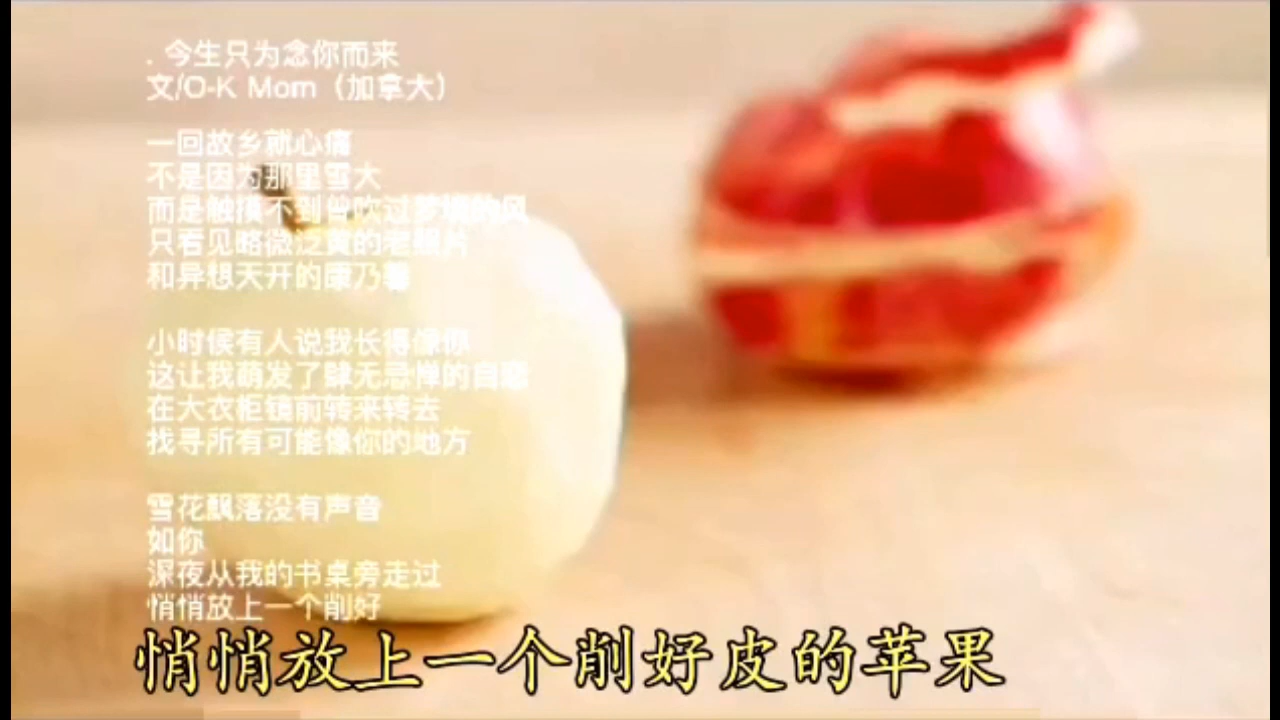 . 今生只为念你而来
文/O-K Mom（加拿大）
一回故乡就心痛
不是因为那里雪大
而是触摸不到曾吹过梦境的风
只看见略微泛黄的老照片
和异想天开的康乃馨
小时候有人说我长得像你
这让我萌发了肆无忌惮的自恋
在大衣柜镜前转来转去
找寻所有可能像你的地方
雪花飘落没有声音
如你
深夜从我的书桌旁走过
悄悄放上一个削好
悄悄放上一个削好皮的苹果